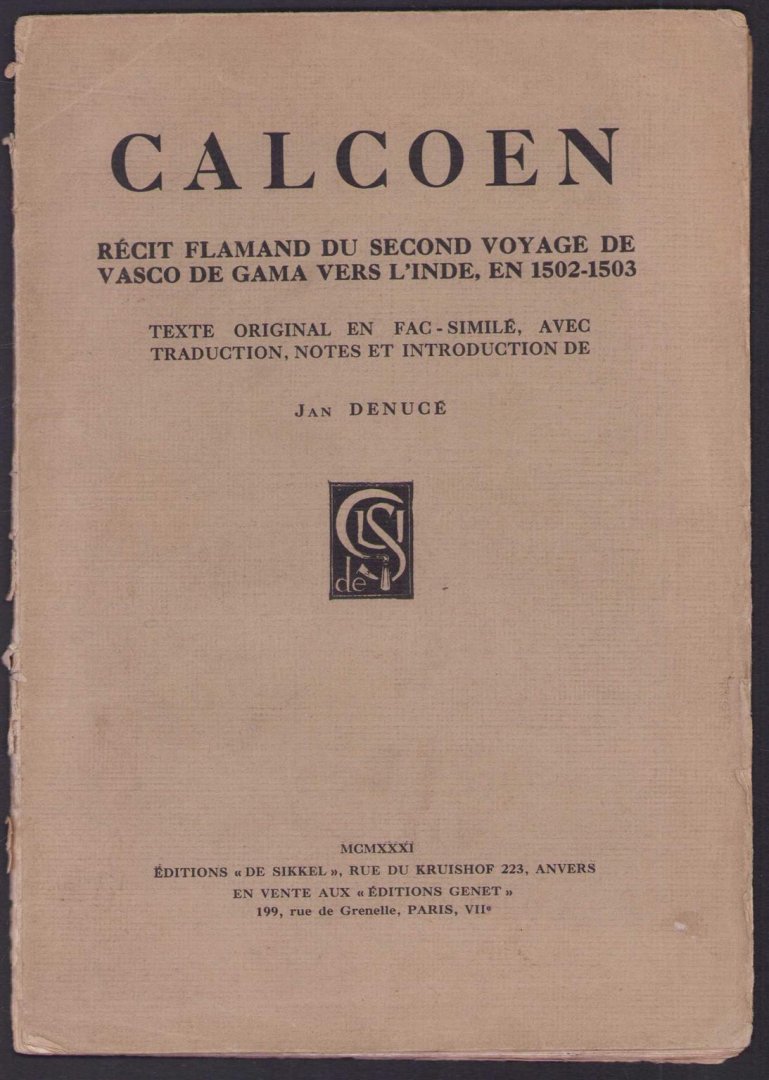 CALCOEN
RÉCIT FLAMAND DU SECOND VOYAGE DE
VASCO DE GAMA VERS L'INDE, EN 1502-1503
TEXTE ORIGINAL EN FAC-SIMILÉ, AVEC
TRADUCTION, NOTES ET INTRODUCTION DE
JAN DENUCÉ
de S
MCMXXXI
ÉDITIONS « DE SIKKEL », RUE DU KRUISHOF 223, ANVERS
EN VENTE AUX « ÉDITIONS GENET »
199, rue de Grenelle, PARIS, VIIᵉ